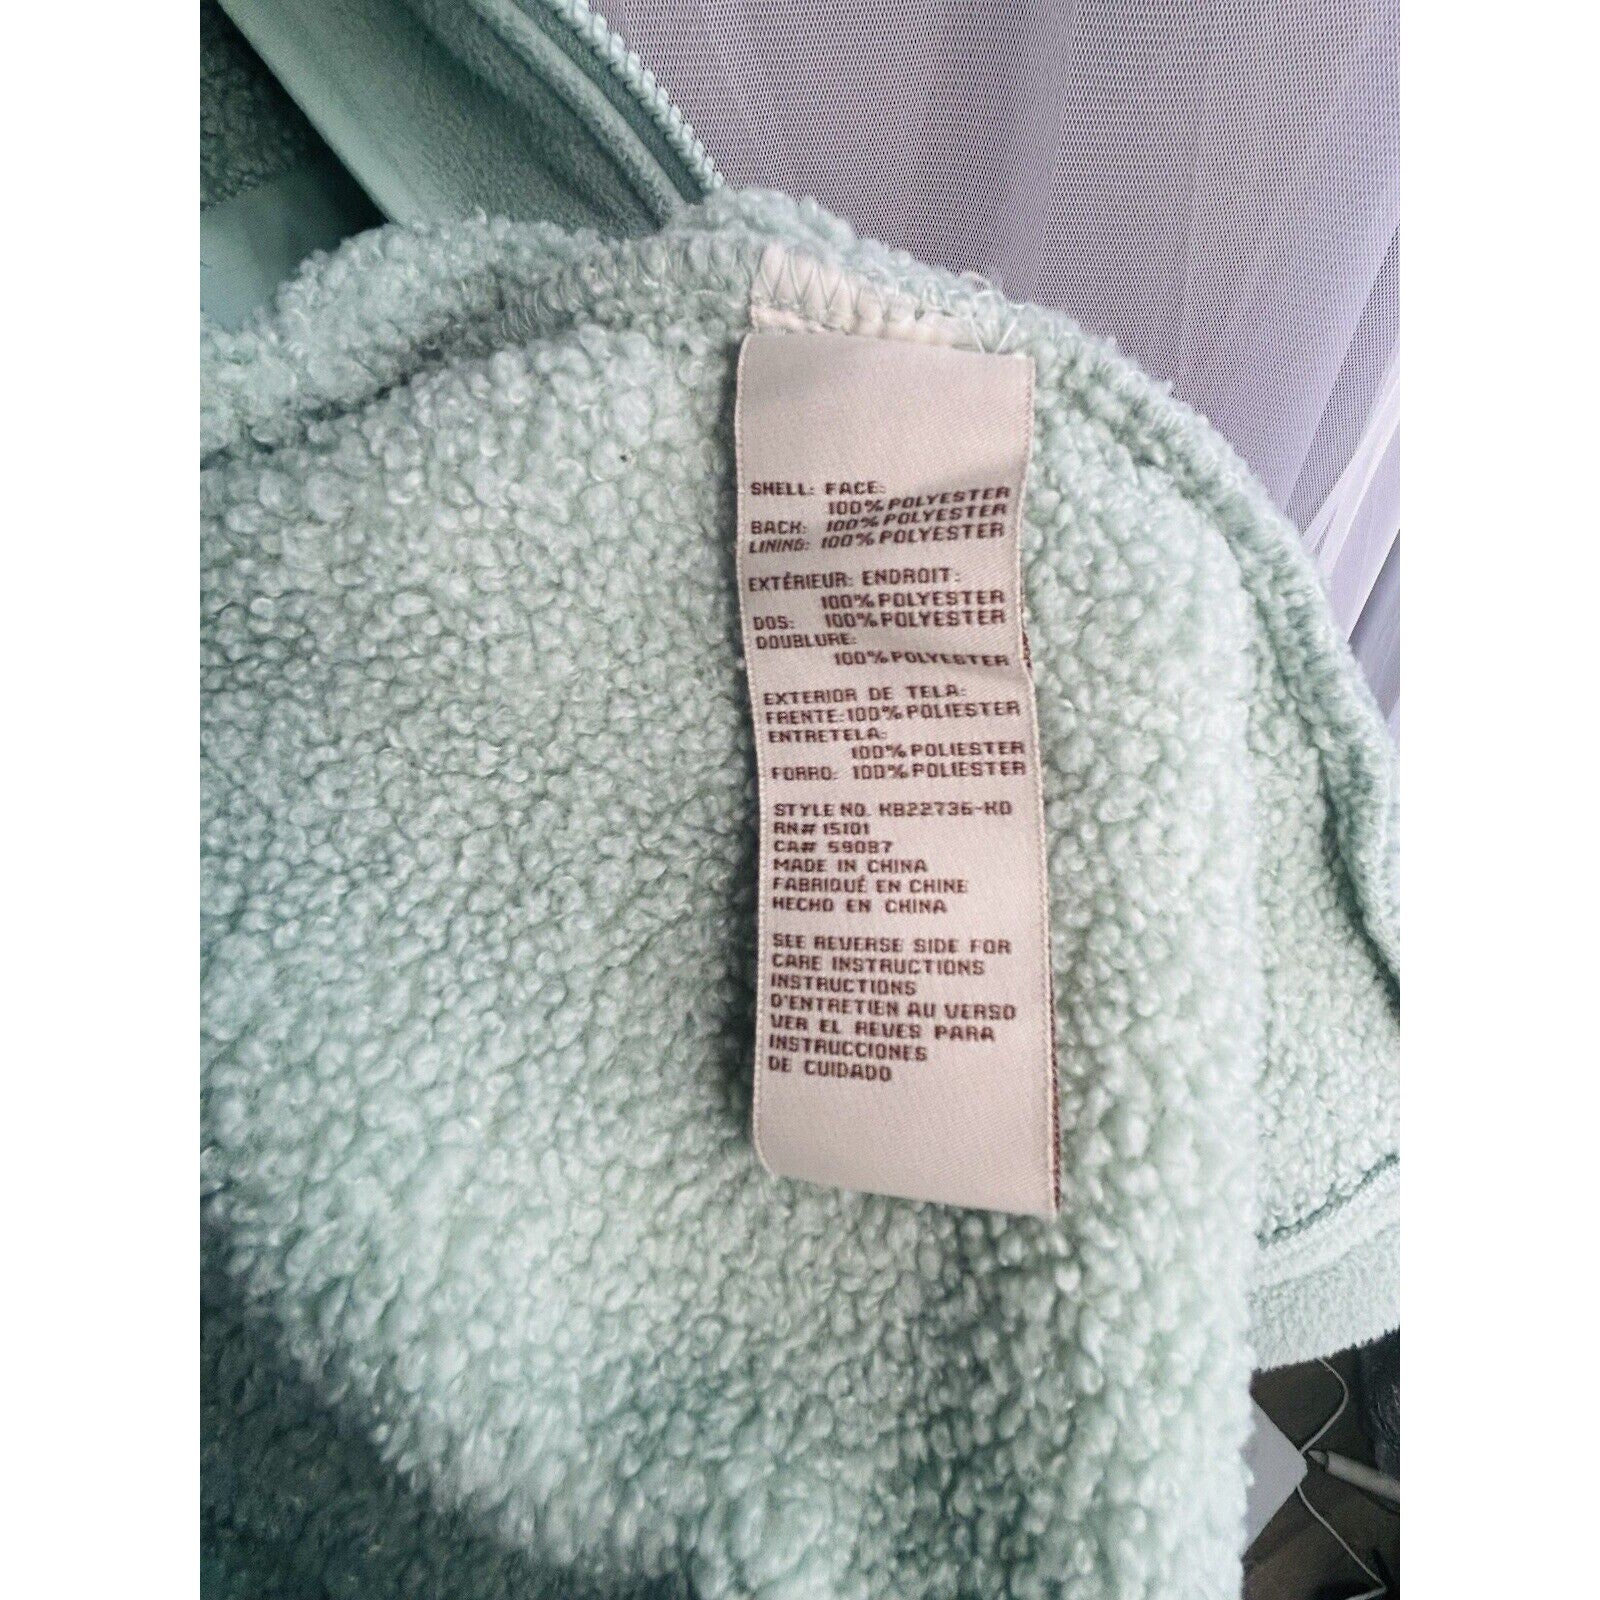 SHELL: FACE:
100% POLYESTER
BACK: 100% POLYESTER
LINING: 100% POLYESTER
EXTÉRIEUR: ENDROIT:
100% POLYESTER
DOS: 100% POLYESTER
DOUBLURE:
100% POLYESTER
EXTERIOR DE TELA:
FRENTE: 100% POLIESTER
ENTRETELA:
100% POLIESTER
FORRO: 100% POLIESTER
STYLE NO. KB22736-KD
RN# 15101
CA# 59087
MADE IN CHINA
FABRIQUÉ EN CHINE
HECHO EN CHINA
SEE REVERSE SIDE FOR
CARE INSTRUCTIONS
INSTRUCTIONS
D'ENTRETIEN AU VERSO
VER EL REVES PARA
INSTRUCCIONES
DE CUIDADO